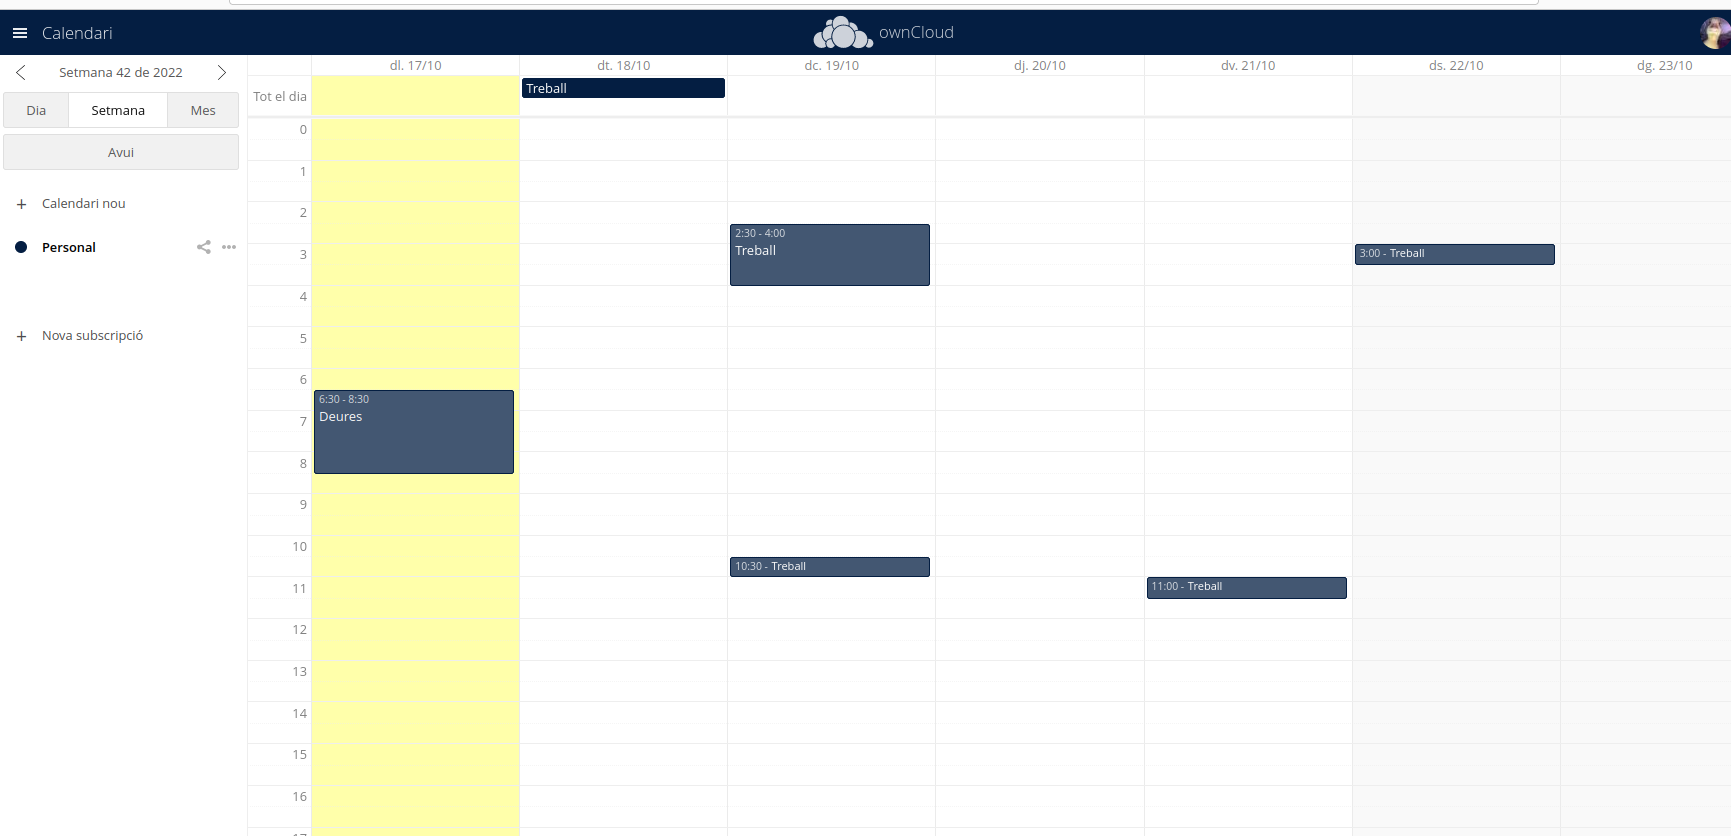 Calendari
ownCloud
Setmana 42 de 2022
Dia Setmana Mes
Avui
+ Calendari nou
Personal
+ Nova subscripció
dl. 17/10 dt. 18/10 dc. 19/10 dj. 20/10 dv. 21/10 ds. 22/10 dg. 23/10
Tot el dia
Treball
0
1
2
2:30 - 4:00
Treball
3
3:00 - Treball
4
5
6
6:30 - 8:30
Deures
7
8
9
10
10:30 - Treball
11
11:00 - Treball
12
13
14
15
16